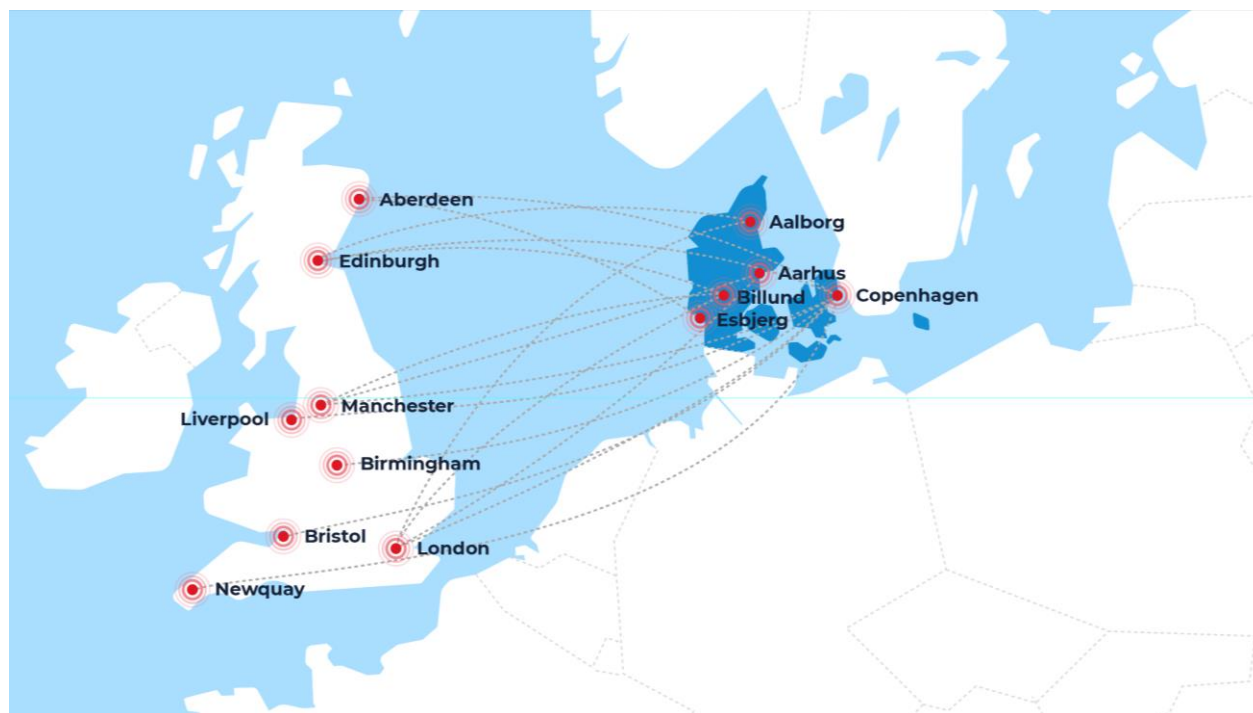 Aberdeen
Aalborg
Edinburgh
Aarhus
Billund
Copenhagen
Esbjerg
Manchester
Liverpool
Birmingham
Bristol
London
Newquay